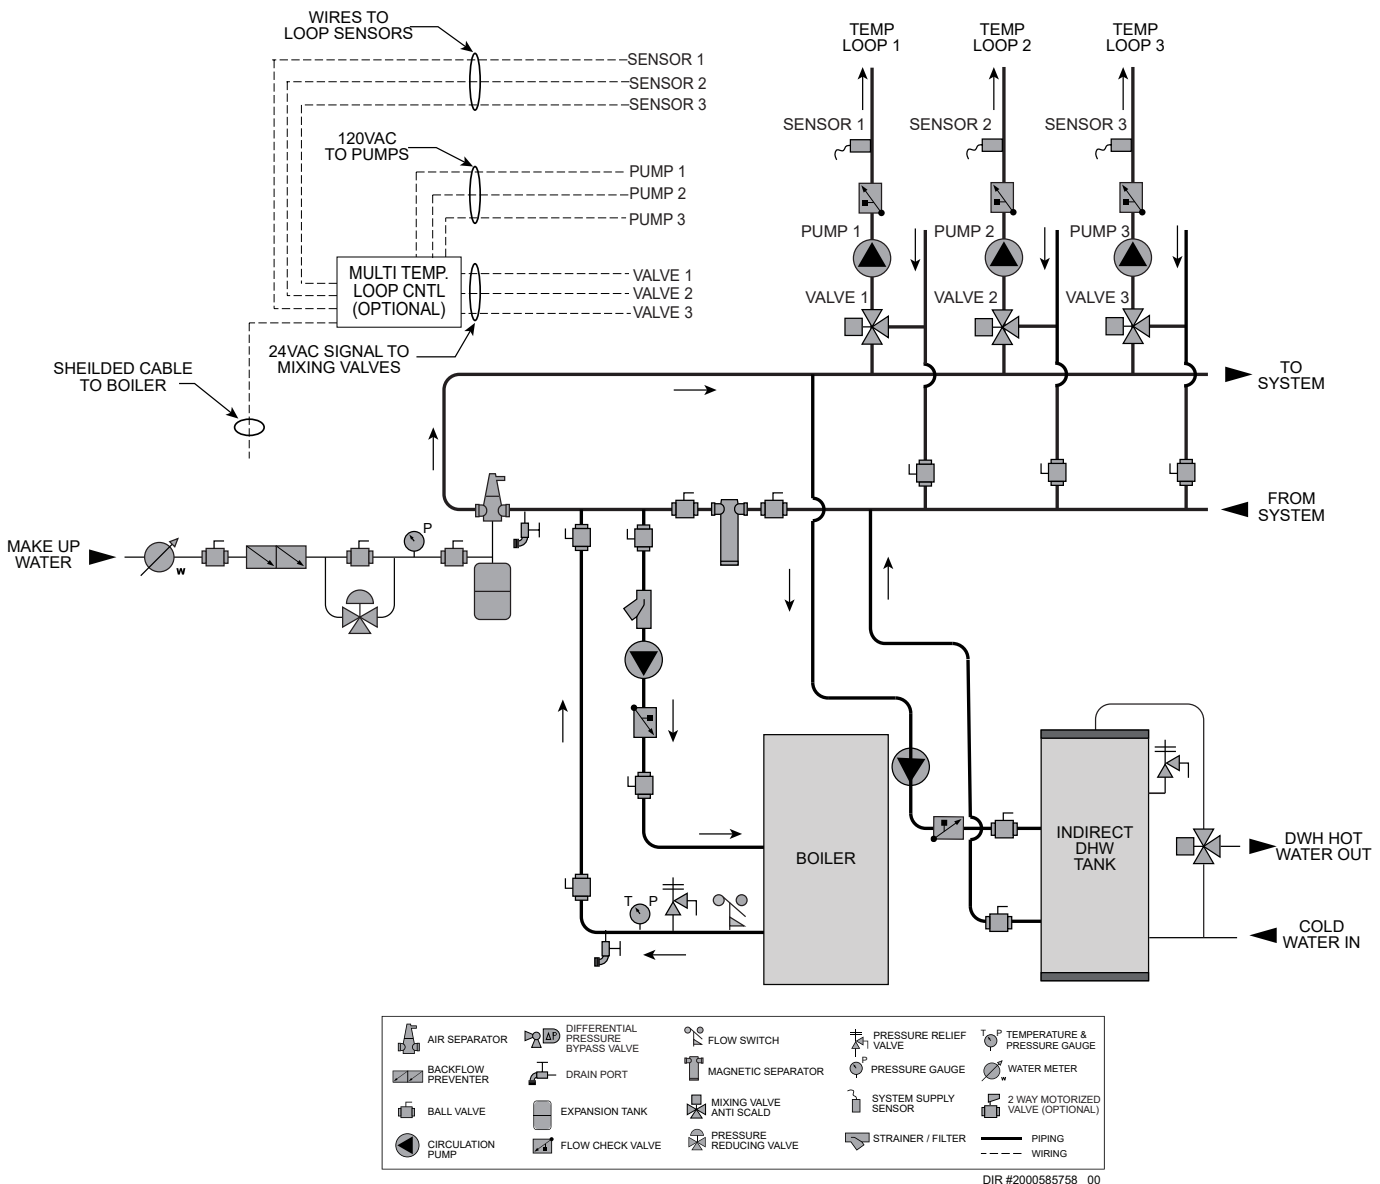 WIRES TO
LOOP SENSORS
SENSOR 1
SENSOR 2
SENSOR 3
120VAC
TO PUMPS
PUMP 1
PUMP 2
PUMP 3
MULTI TEMP.
LOOP CNTL
(OPTIONAL)
VALVE 1
VALVE 2
VALVE 3
24VAC SIGNAL TO
MIXING VALVES
SHEILDED CABLE
TO BOILER
TEMP
LOOP 1
TEMP
LOOP 2
TEMP
LOOP 3
SENSOR 1
SENSOR 2
SENSOR 3
PUMP 1
PUMP 2
PUMP 3
VALVE 1
VALVE 2
VALVE 3
TO
SYSTEM
FROM
SYSTEM
MAKE UP
WATER
W
P
T P
BOILER
INDIRECT
DHW
TANK
DWH HOT
WATER OUT
COLD
WATER IN
AIR SEPARATOR
DIFFERENTIAL
PRESSURE
BYPASS VALVE
ΔP
FLOW SWITCH
PRESSURE RELIEF
VALVE
T P
TEMPERATURE &
PRESSURE GAUGE
BACKFLOW
PREVENTER
DRAIN PORT
MAGNETIC SEPARATOR
P
PRESSURE GAUGE
W
WATER METER
BALL VALVE
EXPANSION TANK
MIXING VALVE
ANTI SCALD
SYSTEM SUPPLY
SENSOR
2 WAY MOTORIZED
VALVE (OPTIONAL)
CIRCULATION
PUMP
FLOW CHECK VALVE
PRESSURE
REDUCING VALVE
STRAINER / FILTER
PIPING
WIRING
DIR #2000585758 00